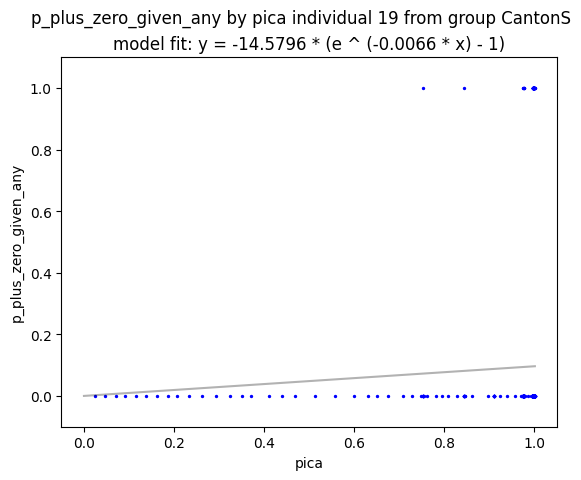 p_plus_zero_given_any by pica individual 19 from group CantonS
model fit: y = -14.5796 * (e ^ (-0.0066 * x) - 1)
1.0
0.8
0.6
0.4
0.2
0.0
p_plus_zero_given_any
0.0 0.2 0.4 0.6 0.8 1.0
pica